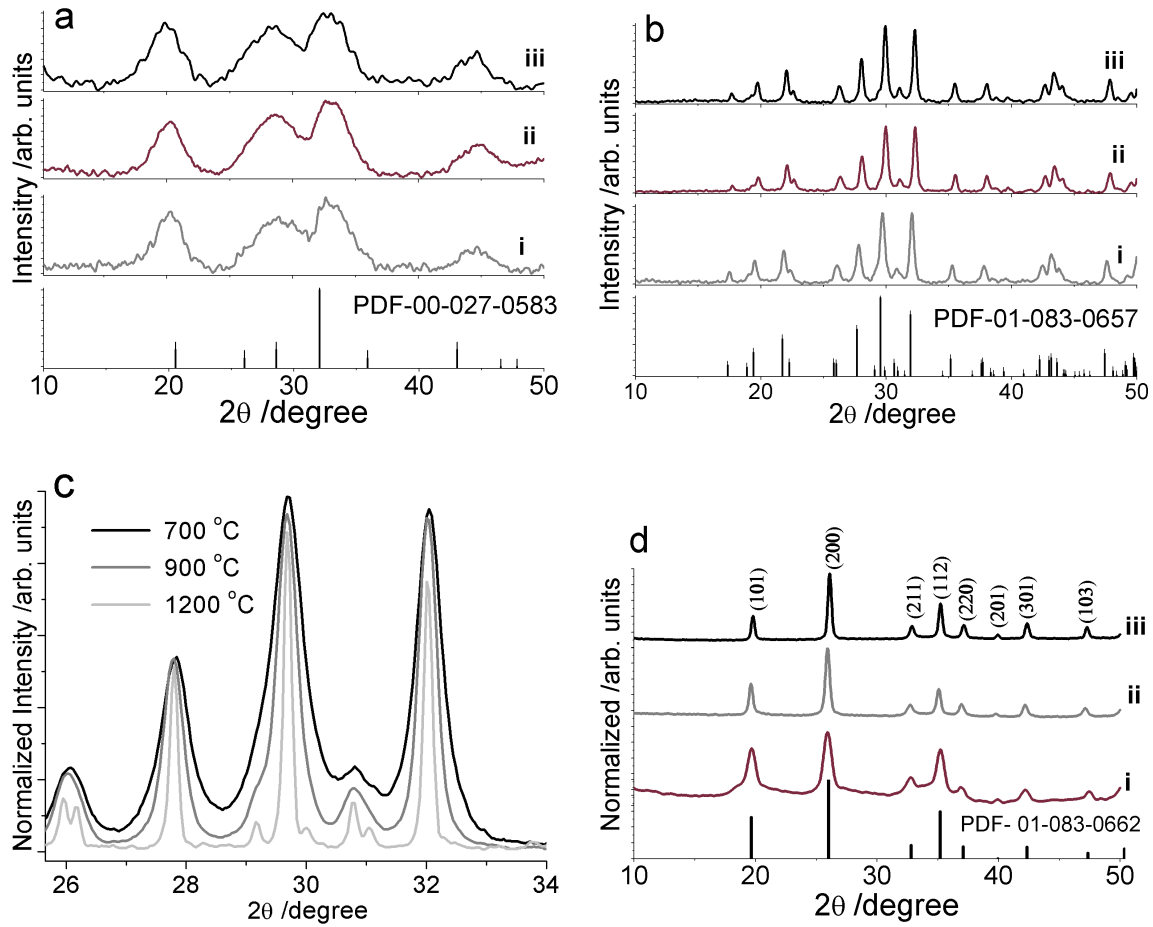 a
Intensitry /arb. units
iii
ii
i
PDF-00-027-0583
10 20 30 40 50
2θ /degree
b
Intensitry /arb. units
iii
ii
i
PDF-01-083-0657
10 20 30 40 50
2θ /degree
c
Normalized Intensity /arb. units
700 °C
900 °C
1200 °C
26 28 30 32 34
2θ /degree
d
Normalized /arb. units
(101) (200) (211) (112) (220) (201) (301) (103)
iii
ii
i
PDF- 01-083-0662
10 20 30 40 50
2θ /degree